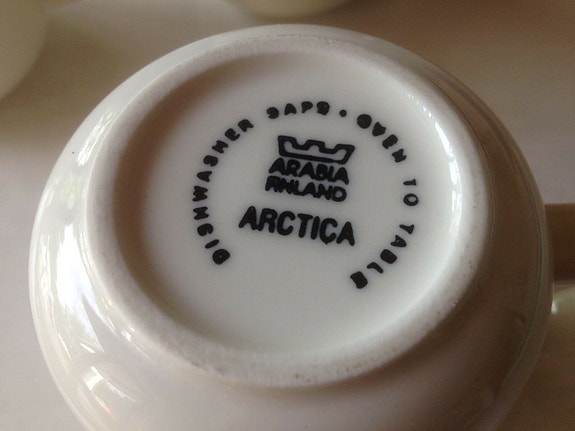 DISHWASHER SAFE · OVEN TO TABLE
ARABIA
FINLAND
ARCTICA